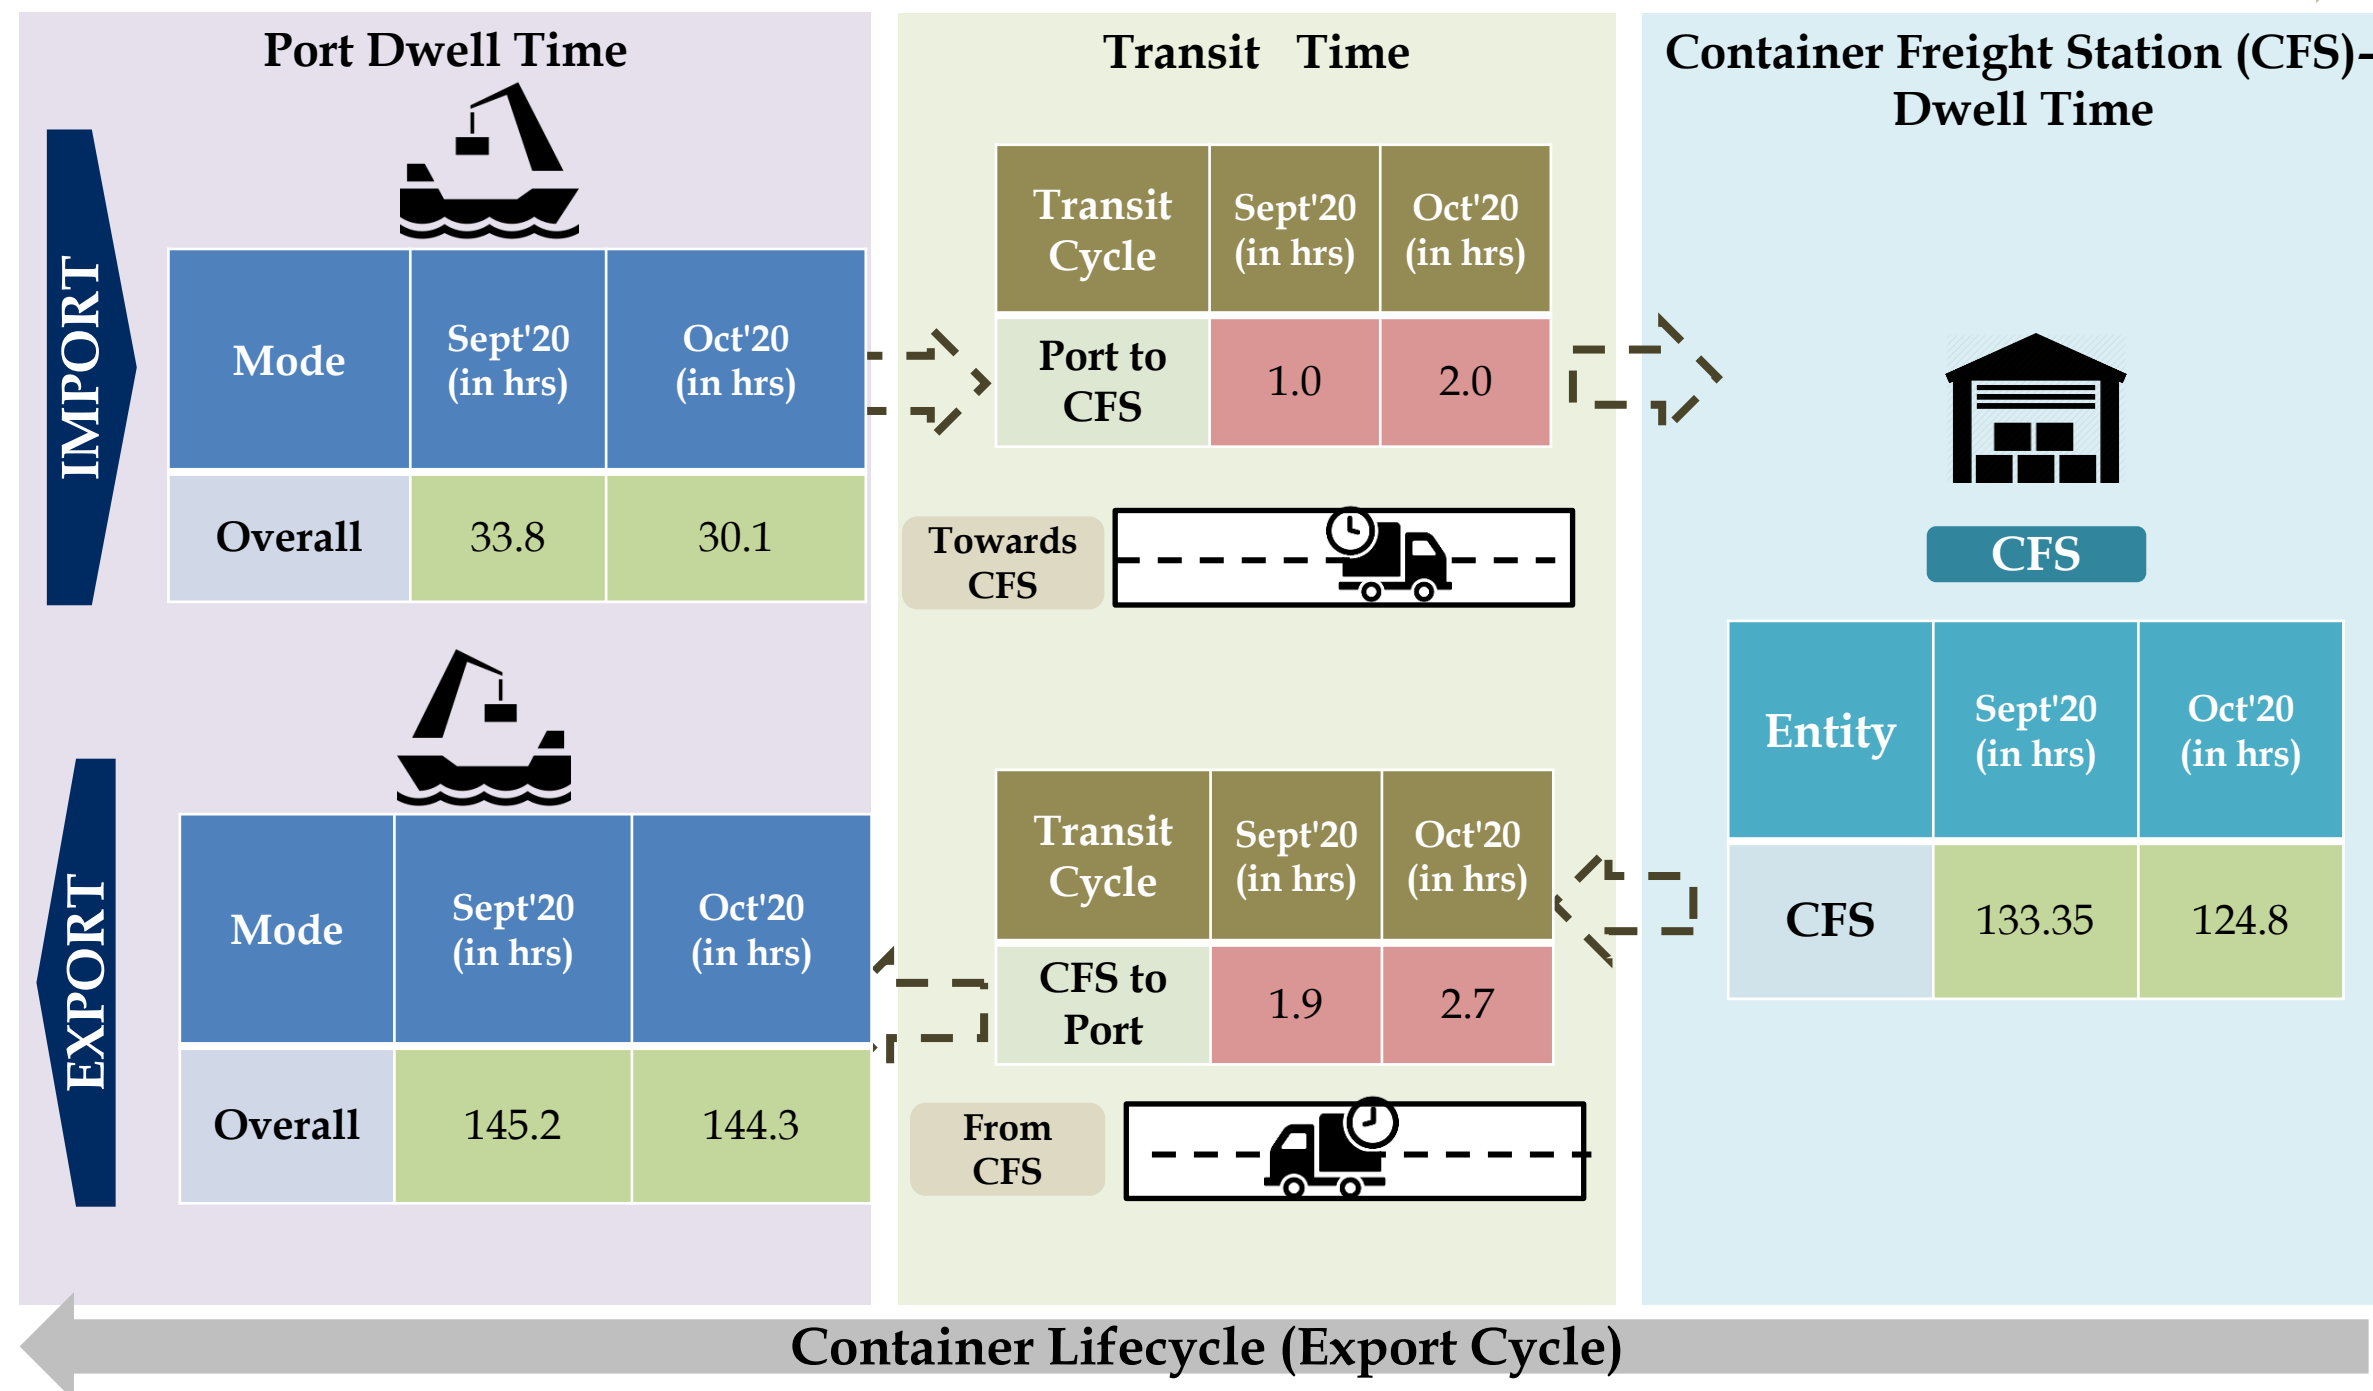 Port Dwell Time
IMPORT
Mode
Sept'20
(in hrs)
Oct'20
(in hrs)
Overall
33.8
30.1
EXPORT
Mode
Sept'20
(in hrs)
Oct'20
(in hrs)
Overall
145.2
144.3
Transit Time
Transit
Cycle
Sept'20
(in hrs)
Oct'20
(in hrs)
Port to
CFS
1.0
2.0
Towards
CFS
Transit
Cycle
Sept'20
(in hrs)
Oct'20
(in hrs)
CFS to
Port
1.9
2.7
From
CFS
Container Freight Station (CFS)-
Dwell Time
CFS
Entity
Sept'20
(in hrs)
Oct'20
(in hrs)
CFS
133.35
124.8
Container Lifecycle (Export Cycle)